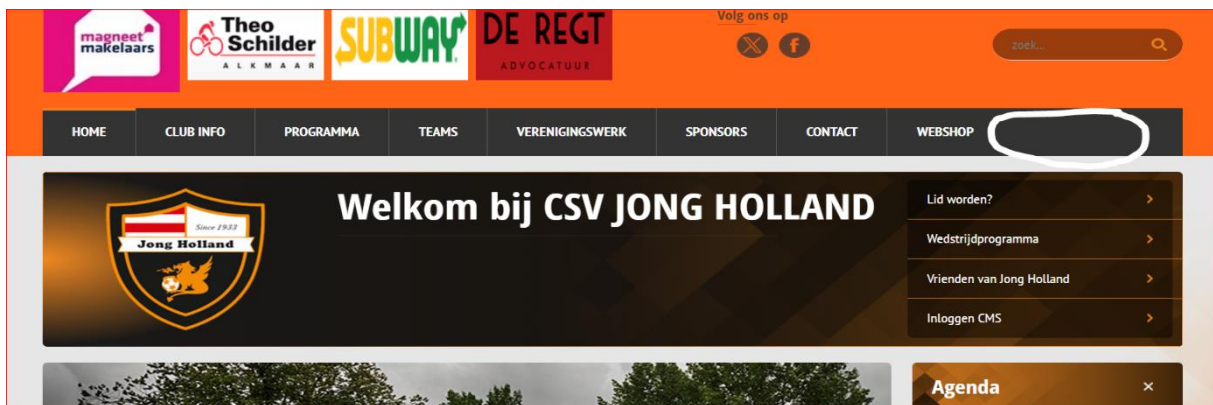 magneet
makelaars
Theo
Schilder
ALKMAAR
SUBWAY
DE REGT
ADVOCATUUR
Volg ons op
zoek...
HOME
CLUB INFO
PROGRAMMA
TEAMS
VERENIGINGSWERK
SPONSORS
CONTACT
WEBSHOP
Since 1933
Jong Holland
Welkom bij CSV JONG HOLLAND
Lid worden?
Wedstrijdprogramma
Vrienden van Jong Holland
Inloggen CMS
Agenda